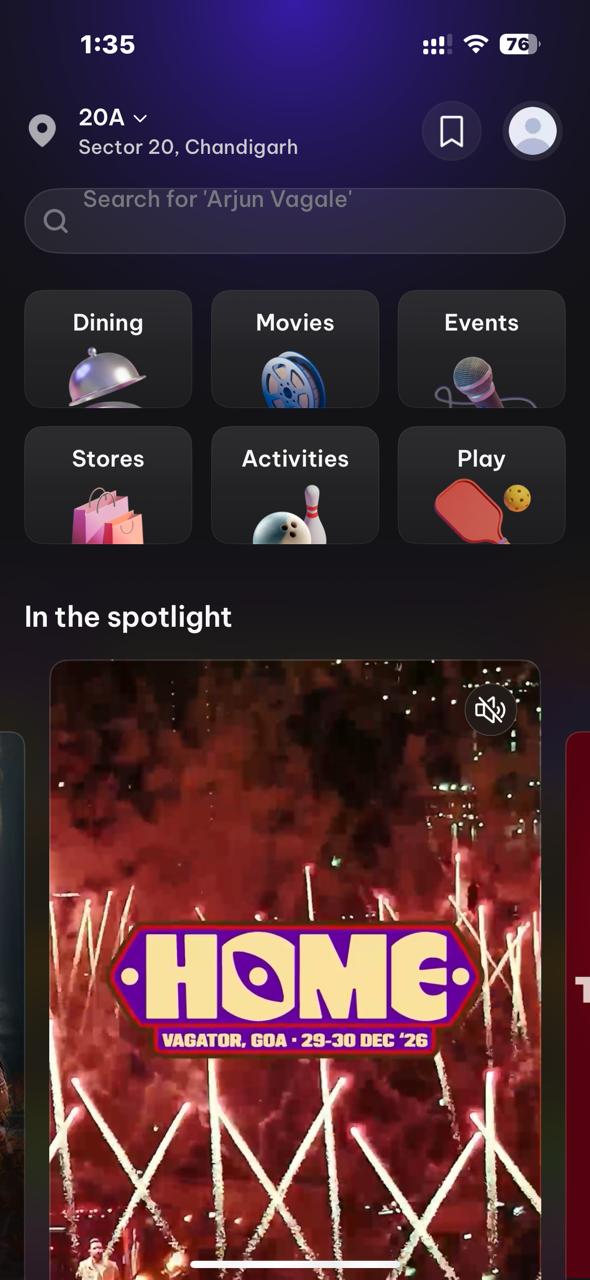 1:35
76
20A
Sector 20, Chandigarh
Search for 'Arjun Vagale'
Dining
Movies
Events
Stores
Activities
Play
In the spotlight
HOME
VAGATOR, GOA · 29-30 DEC ‘26